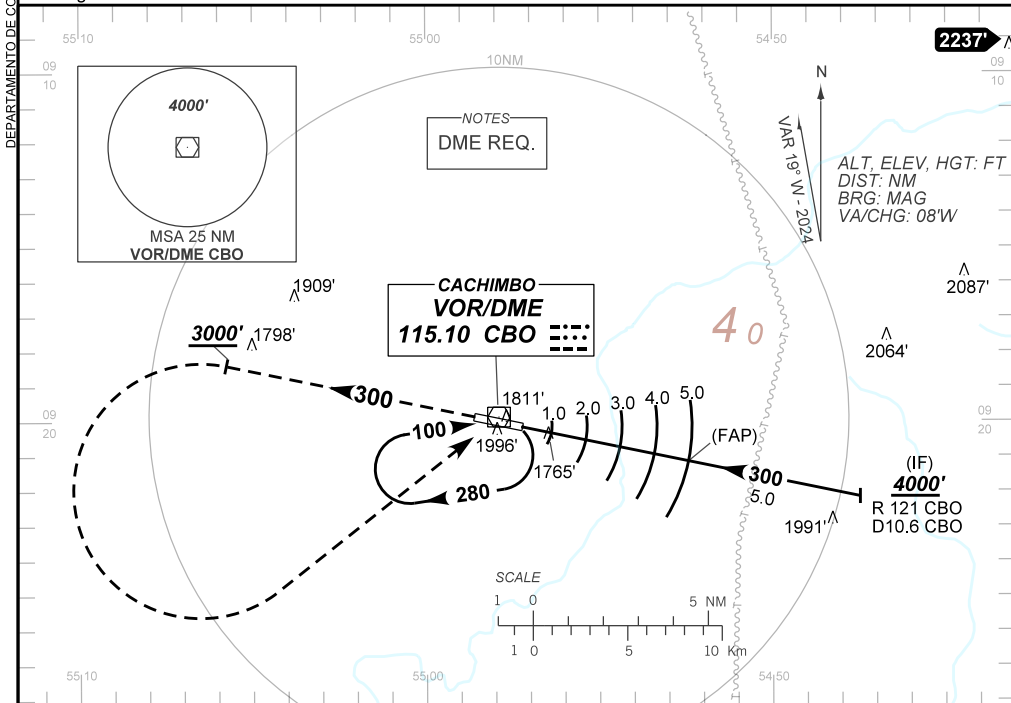 DEPARTAMENTO DE CO
55 10
55 00
54 50
2237'
10NM
09
10
09
10
4000'
MSA 25 NM
VOR/DME CBO
NOTES
DME REQ.
N
VAR 19° W - 2024
ALT, ELEV, HGT: FT
DIST: NM
BRG: MAG
VA/CHG: 08'W
1909'
CACHIMBO
VOR/DME
115.10 CBO
2087'
3000'
1798'
4 0
2064'
300
1811'
1.0
2.0
3.0
4.0
5.0
09
20
09
20
100
1996'
1765'
(FAP)
300
5.0
(IF)
4000'
R 121 CBO
D10.6 CBO
280
1991'
SCALE
1 0 5 NM
1 0 5 10 Km
55 10
55 00
54 50